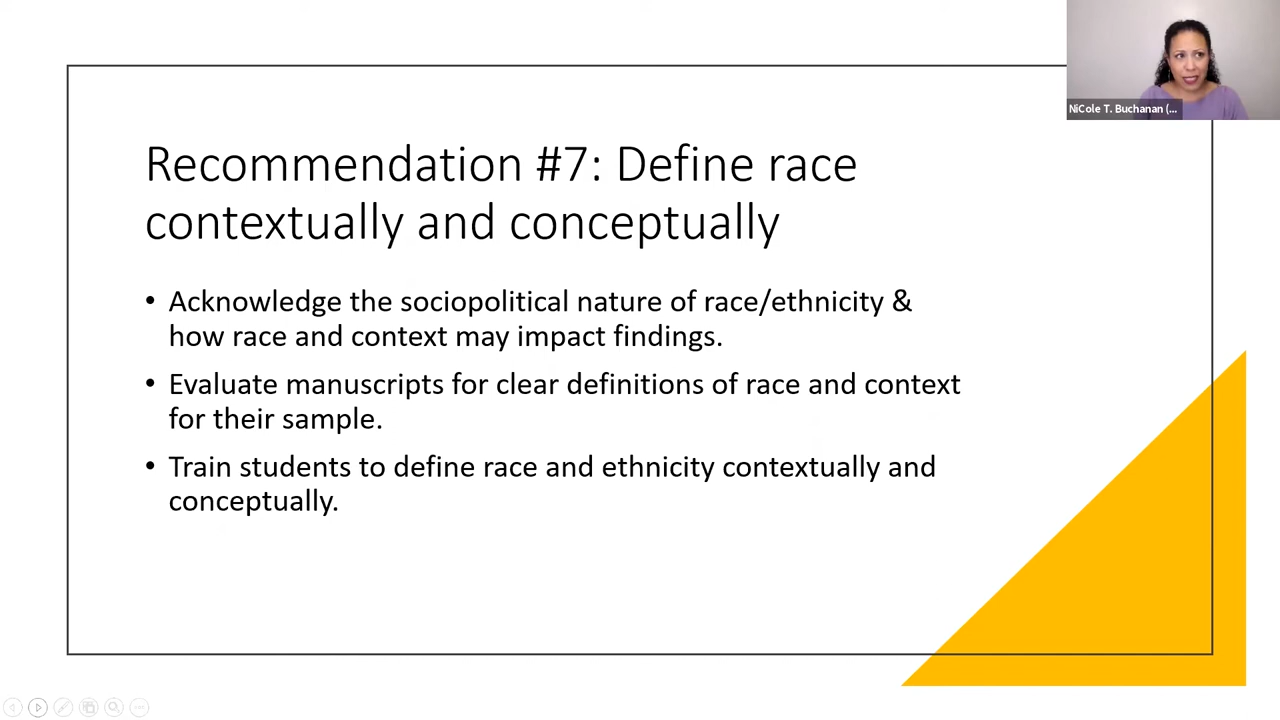 NiCole T. Buchanan (...
Recommendation #7: Define race
contextually and conceptually
• Acknowledge the sociopolitical nature of race/ethnicity &
how race and context may impact findings.
• Evaluate manuscripts for clear definitions of race and context
for their sample.
• Train students to define race and ethnicity contextually and
conceptually.